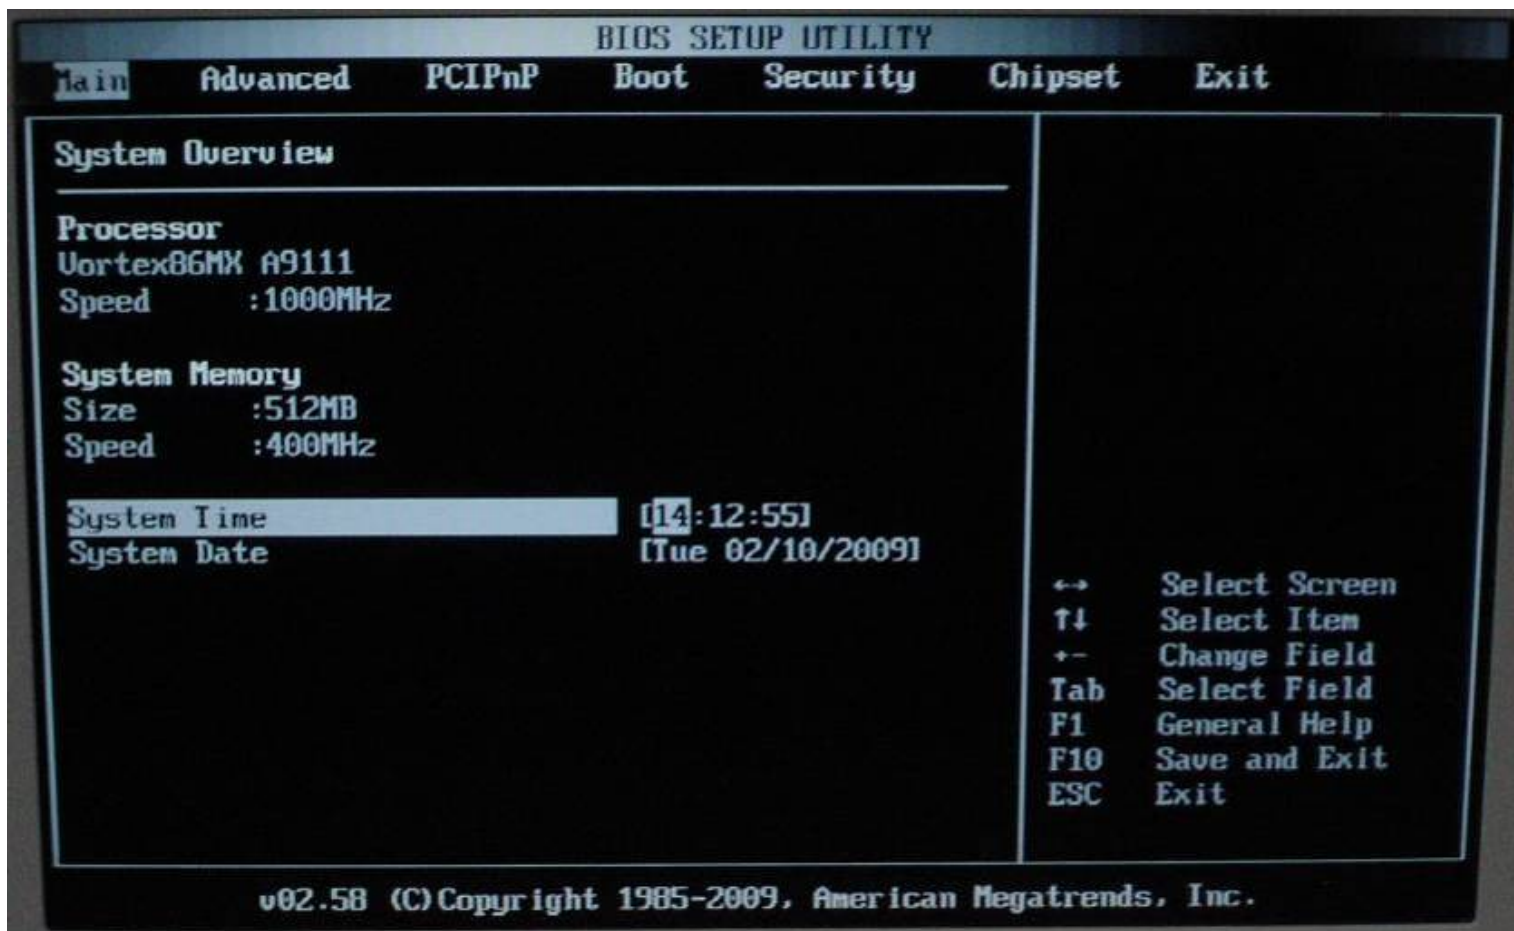 BIOS SETUP UTILITY
Main Advanced PCIPnP Boot Security Chipset Exit
System Overview
Processor
Vortex86MX A9111
Speed :1000MHz
System Memory
Size :512MB
Speed :400MHz
System Time [14:12:55]
System Date [Tue 02/10/2009]
↔ Select Screen
↑↓ Select Item
+- Change Field
Tab Select Field
F1 General Help
F10 Save and Exit
ESC Exit
v02.58 (C)Copyright 1985-2009, American Megatrends, Inc.